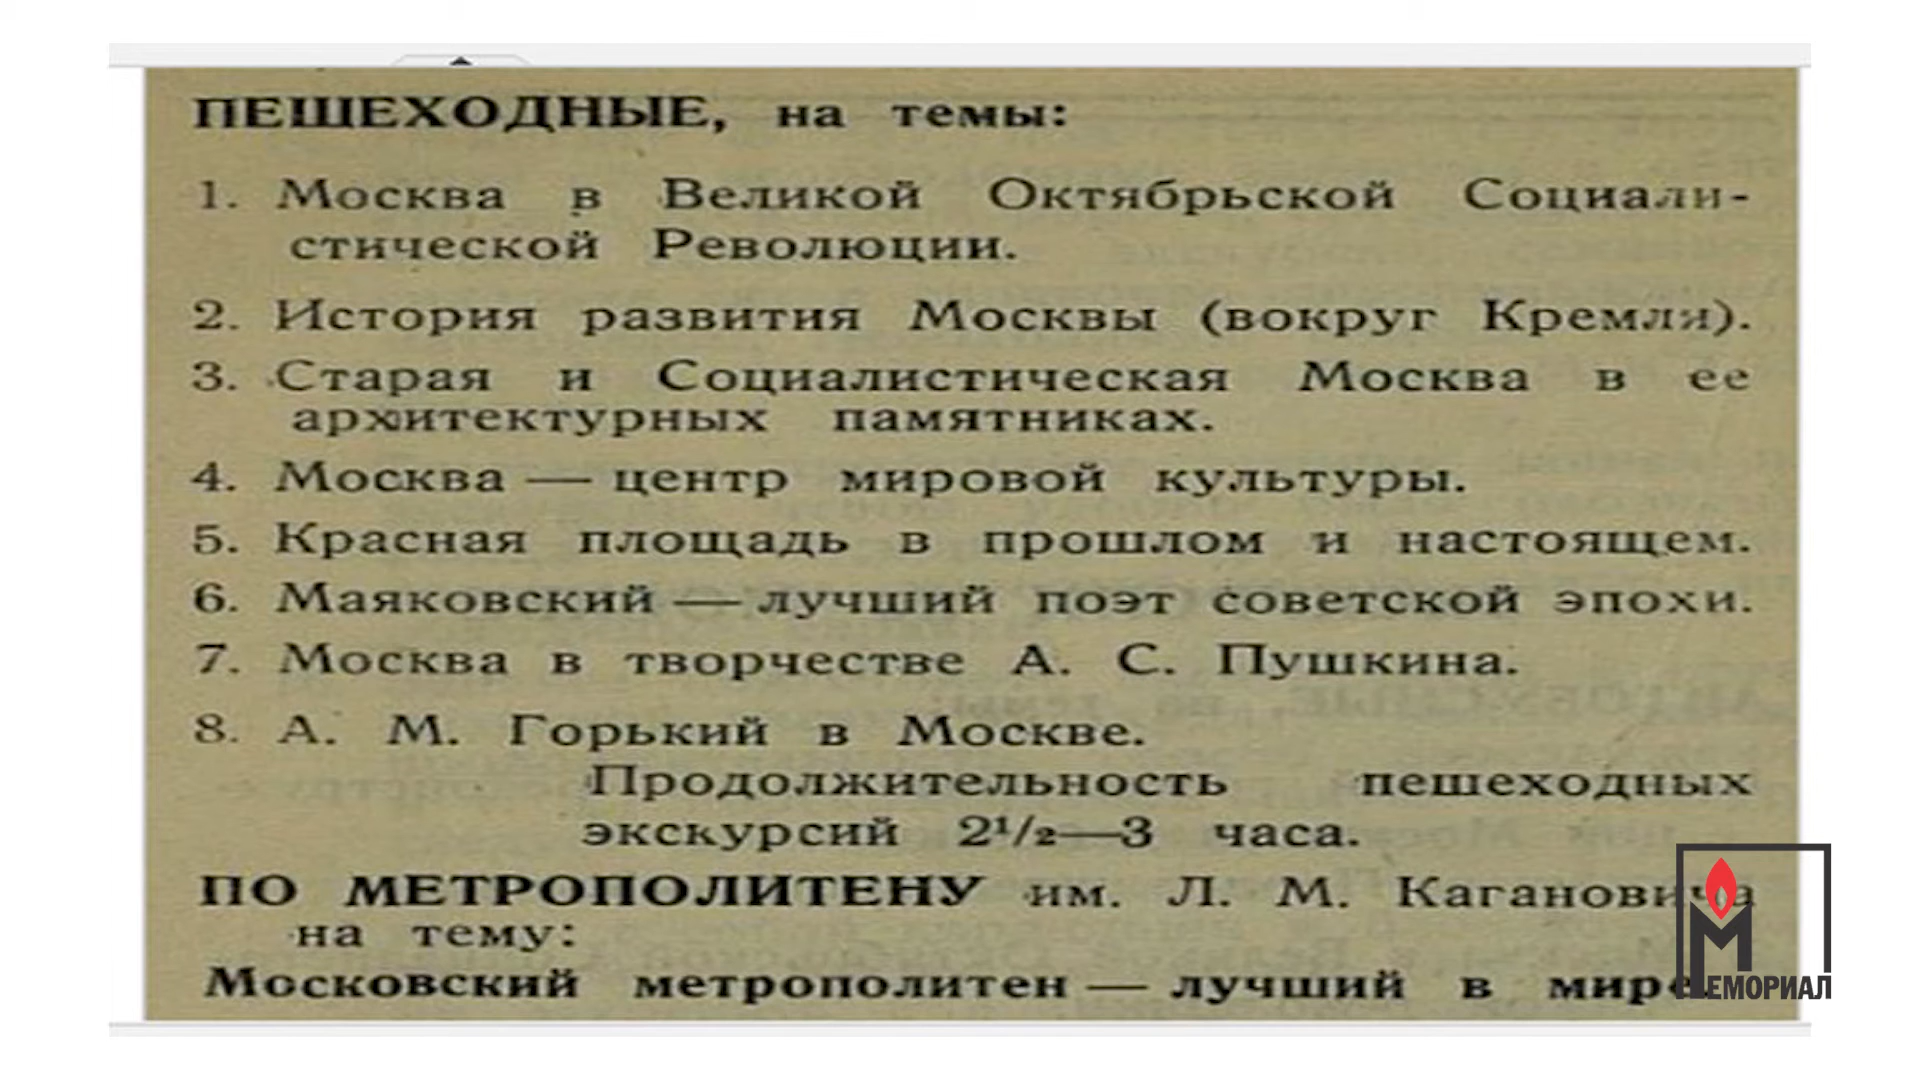 ПЕШЕХОДНЫЕ, на темы:
1. Москва в Великой Октябрьской Социали-
стической Революции.
2. История развития Москвы (вокруг Кремля).
3. Старая и Социалистическая Москва в ее
архитектурных памятниках.
4. Москва — центр мировой культуры.
5. Красная площадь в прошлом и настоящем.
6. Маяковский — лучший поэт советской эпохи.
7. Москва в творчестве А. С. Пушкина.
8. А. М. Горький в Москве.
Продолжительность пешеходных
экскурсий 2¹/₂—3 часа.
ПО МЕТРОПОЛИТЕНУ им. Л. М. Кагановича
на тему:
Московский метрополитен — лучший в мире.
МЕМОРИАЛ